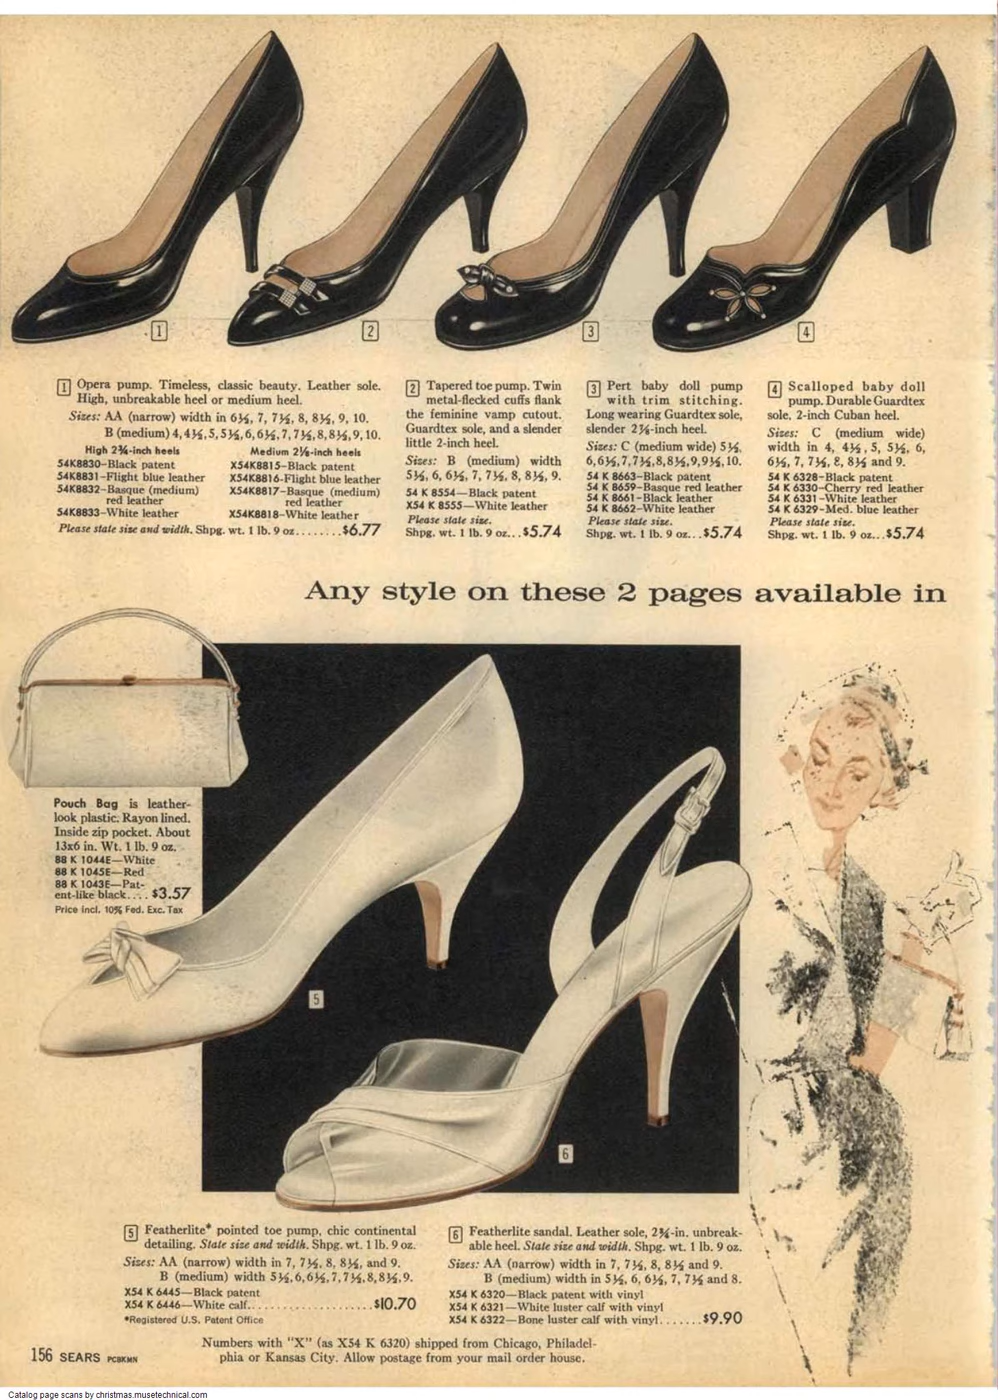 1
2
3
4
1 Opera pump. Timeless, classic beauty. Leather sole.
High, unbreakable heel or medium heel.
Sizes: AA (narrow) width in 6½, 7, 7½, 8, 8½, 9, 10.
B (medium) 4, 4½, 5, 5½, 6, 6½, 7, 7½, 8, 8½, 9, 10.
High 2¾-inch heels
54K8830–Black patent
54K8831–Flight blue leather
54K8832–Basque (medium)
red leather
54K8833–White leather
Medium 2⅛-inch heels
X54K8815–Black patent
X54K8816–Flight blue leather
X54K8817–Basque (medium)
red leather
X54K8818–White leather
Please state size and width. Shpg. wt. 1 lb. 9 oz........$6.77
2 Tapered toe pump. Twin
metal-flecked cuffs flank
the feminine vamp cutout.
Guardtex sole, and a slender
little 2-inch heel.
Sizes: B (medium) width
5½, 6, 6½, 7, 7½, 8, 8½, 9.
54 K 8554—Black patent
X54 K 8555—White leather
Please state size.
Shpg. wt. 1 lb. 9 oz...$5.74
3 Pert baby doll pump
with trim stitching.
Long wearing Guardtex sole,
slender -inch heel.
Sizes: C (medium wide) 5½,
6, 6½, 7, 7½, 8, 8½, 9, 9½, 10.
54 K 8663–Black patent
54 K 8659–Basque red leather
54 K 8661–Black leather
54 K 8662–White leather
Please state size.
Shpg. wt. 1 lb. 9 oz...$5.74
4 Scalloped baby doll
pump. Durable Guardtex
sole. 2-inch Cuban heel.
Sizes: C (medium wide)
width in 4, 4½, 5, 5½, 6,
6½, 7, 7½, 8, 8½ and 9.
54 K 6328–Black patent
54 K 6330–Cherry red leather
54 K 6331–White leather
54 K 6329–Med. blue leather
Please state size.
Shpg. wt. 1 lb. 9 oz...$5.74
Any style on these 2 pages available in
Pouch Bag is leather-
look plastic. Rayon lined.
Inside zip pocket. About
13x6 in. Wt. 1 lb. 9 oz.
88 K 1044E—White
88 K 1045E—Red
88 K 1043E—Pat-
ent-like black.... $3.57
Price incl. 10% Fed. Exc. Tax
5
6
5 Featherlite* pointed toe pump, chic continental
detailing. State size and width. Shpg. wt. 1 lb. 9 oz.
Sizes: AA (narrow) width in 7, 7½, 8, 8½, and 9.
B (medium) width 5½, 6, 6½, 7, 7½, 8, 8½, 9.
X54 K 6445—Black patent
X54 K 6446—White calf....................$10.70
*Registered U.S. Patent Office
6 Featherlite sandal. Leather sole, 2¾-in. unbreak-
able heel. State size and width. Shpg. wt. 1 lb. 9 oz.
Sizes: AA (narrow) width in 7, 7½, 8, 8½ and 9.
B (medium) width in 5½, 6, 6½, 7, 7½ and 8.
X54 K 6320—Black patent with vinyl
X54 K 6321—White luster calf with vinyl
X54 K 6322—Bone luster calf with vinyl.......$9.90
Numbers with "X" (as X54 K 6320) shipped from Chicago, Philadel-
phia or Kansas City. Allow postage from your mail order house.
156 SEARS PCBKMN
Catalog page scans by christmas.musetechnical.com